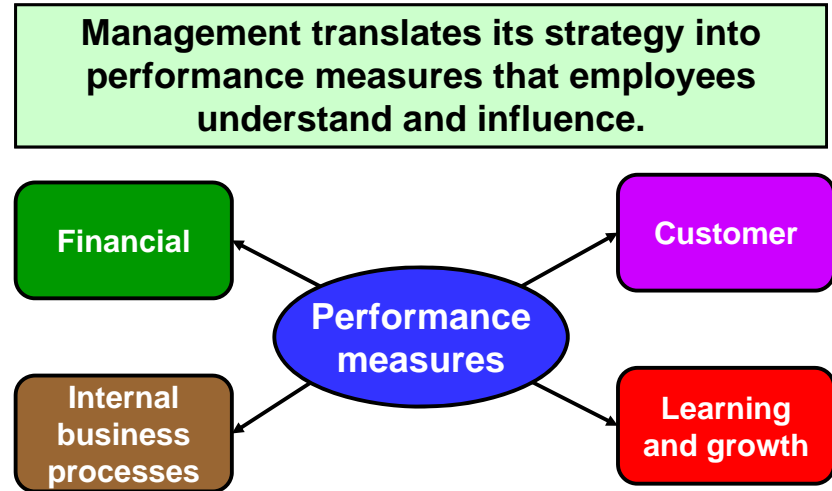 Management translates its strategy into
performance measures that employees
understand and influence.
Financial
Customer
Performance
measures
Internal
business
processes
Learning
and growth